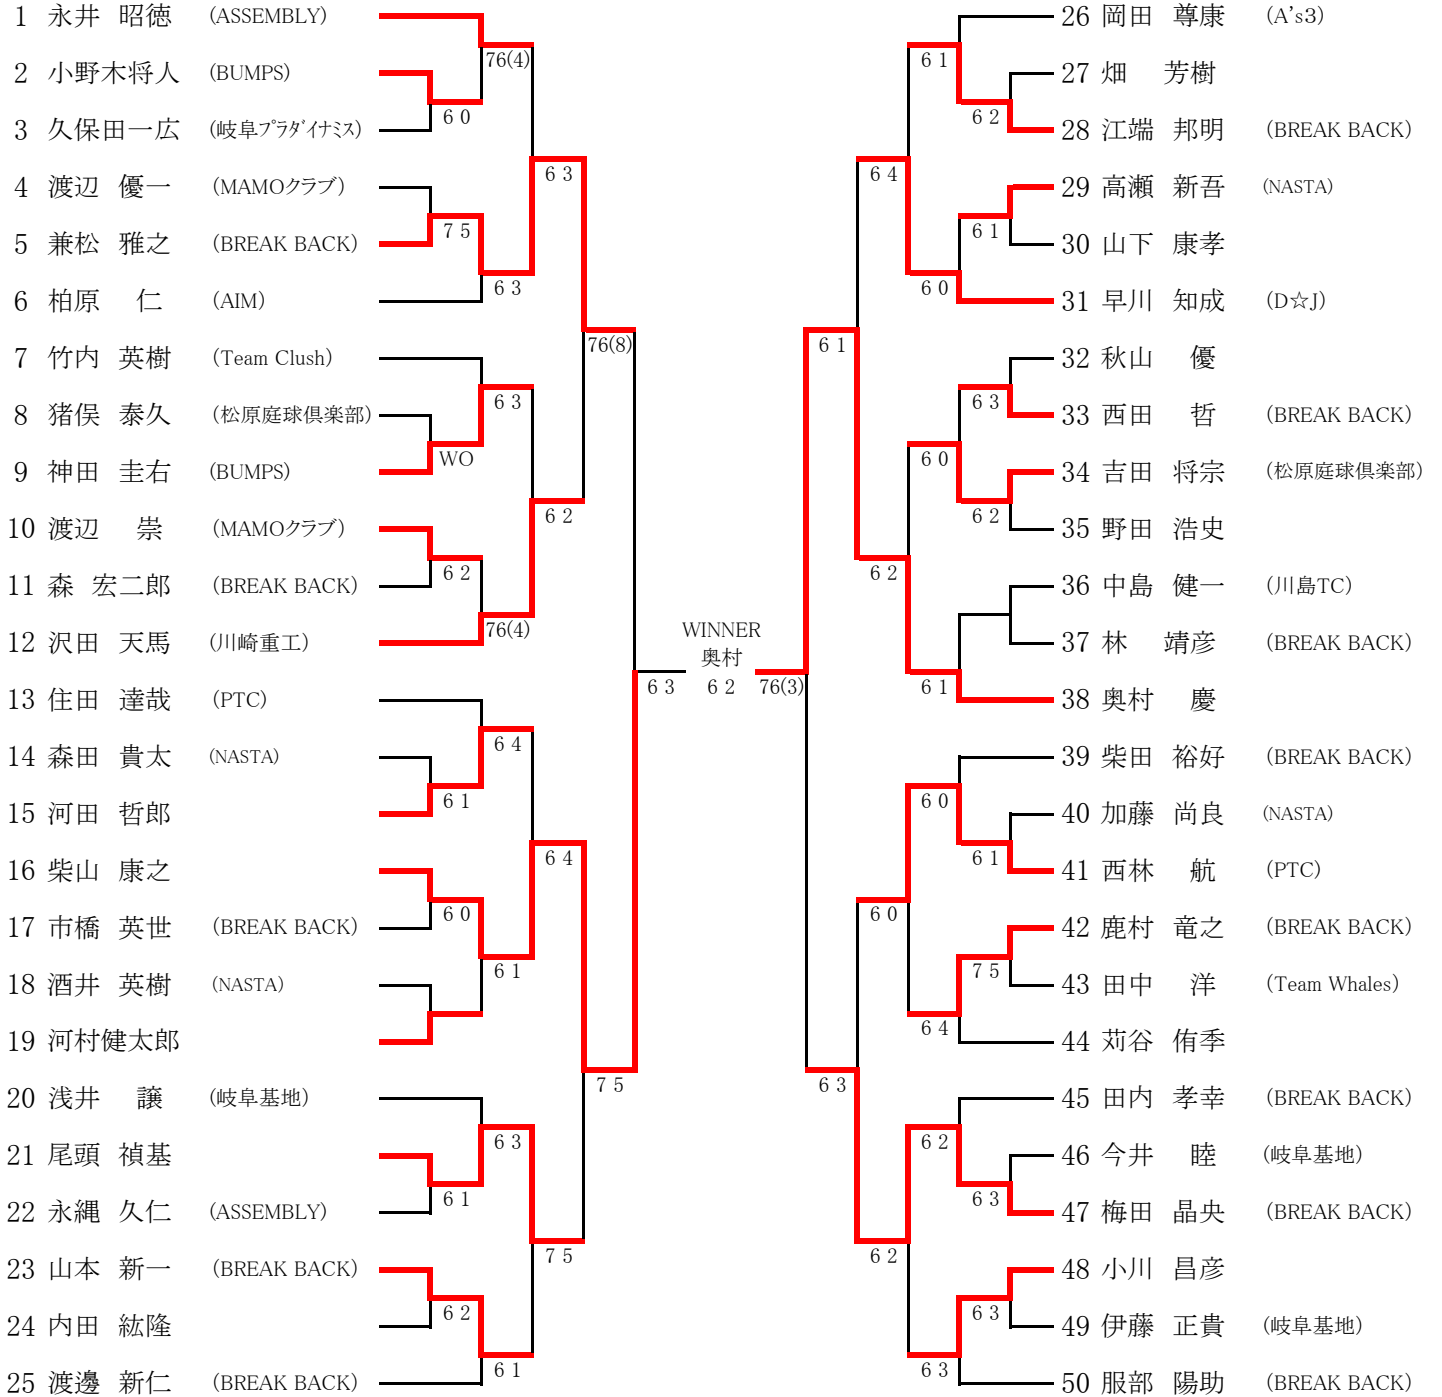 1 永井 昭徳 (ASSEMBLY)
76(4)
2 小野木将人 (BUMPS)
6 0
3 久保田一広 (岐阜プラダイナミス)
6 3
4 渡辺 優一 (MAMOクラブ)
7 5
5 兼松 雅之 (BREAK BACK)
6 3
6 柏原 仁 (AIM)
76(8)
7 竹内 英樹 (Team Clush)
6 3
8 猪俣 泰久 (松原庭球倶楽部)
WO
9 神田 圭右 (BUMPS)
6 2
10 渡辺 崇 (MAMOクラブ)
6 2
11 森 宏二郎 (BREAK BACK)
76(4)
12 沢田 天馬 (川崎重工)
6 3
13 住田 達哉 (PTC)
6 4
14 森田 貴太 (NASTA)
6 1
15 河田 哲郎
6 4
16 柴山 康之
6 0
17 市橋 英世 (BREAK BACK)
6 1
18 酒井 英樹 (NASTA)
19 河村健太郎
7 5
20 浅井 譲 (岐阜基地)
6 3
21 尾頭 禎基
6 1
22 永縄 久仁 (ASSEMBLY)
7 5
23 山本 新一 (BREAK BACK)
6 2
24 内田 紘隆
6 1
25 渡邊 新仁 (BREAK BACK)
WINNER
奥村
6 2
26 岡田 尊康 (A's3)
6 1
27 畑 芳樹
6 2
28 江端 邦明 (BREAK BACK)
6 4
29 高瀬 新吾 (NASTA)
6 1
30 山下 康孝
6 0
31 早川 知成 (D☆J)
6 1
32 秋山 優
6 3
33 西田 哲 (BREAK BACK)
6 0
34 吉田 将宗 (松原庭球倶楽部)
6 2
35 野田 浩史
6 2
36 中島 健一 (川島TC)
37 林 靖彦 (BREAK BACK)
6 1
76(3)
38 奥村 慶
39 柴田 裕好 (BREAK BACK)
6 0
40 加藤 尚良 (NASTA)
6 1
41 西林 航 (PTC)
6 0
42 鹿村 竜之 (BREAK BACK)
7 5
43 田中 洋 (Team Whales)
6 4
44 苅谷 侑季
6 3
45 田内 孝幸 (BREAK BACK)
6 2
46 今井 睦 (岐阜基地)
6 3
47 梅田 晶央 (BREAK BACK)
6 2
48 小川 昌彦
6 3
49 伊藤 正貴 (岐阜基地)
6 3
50 服部 陽助 (BREAK BACK)